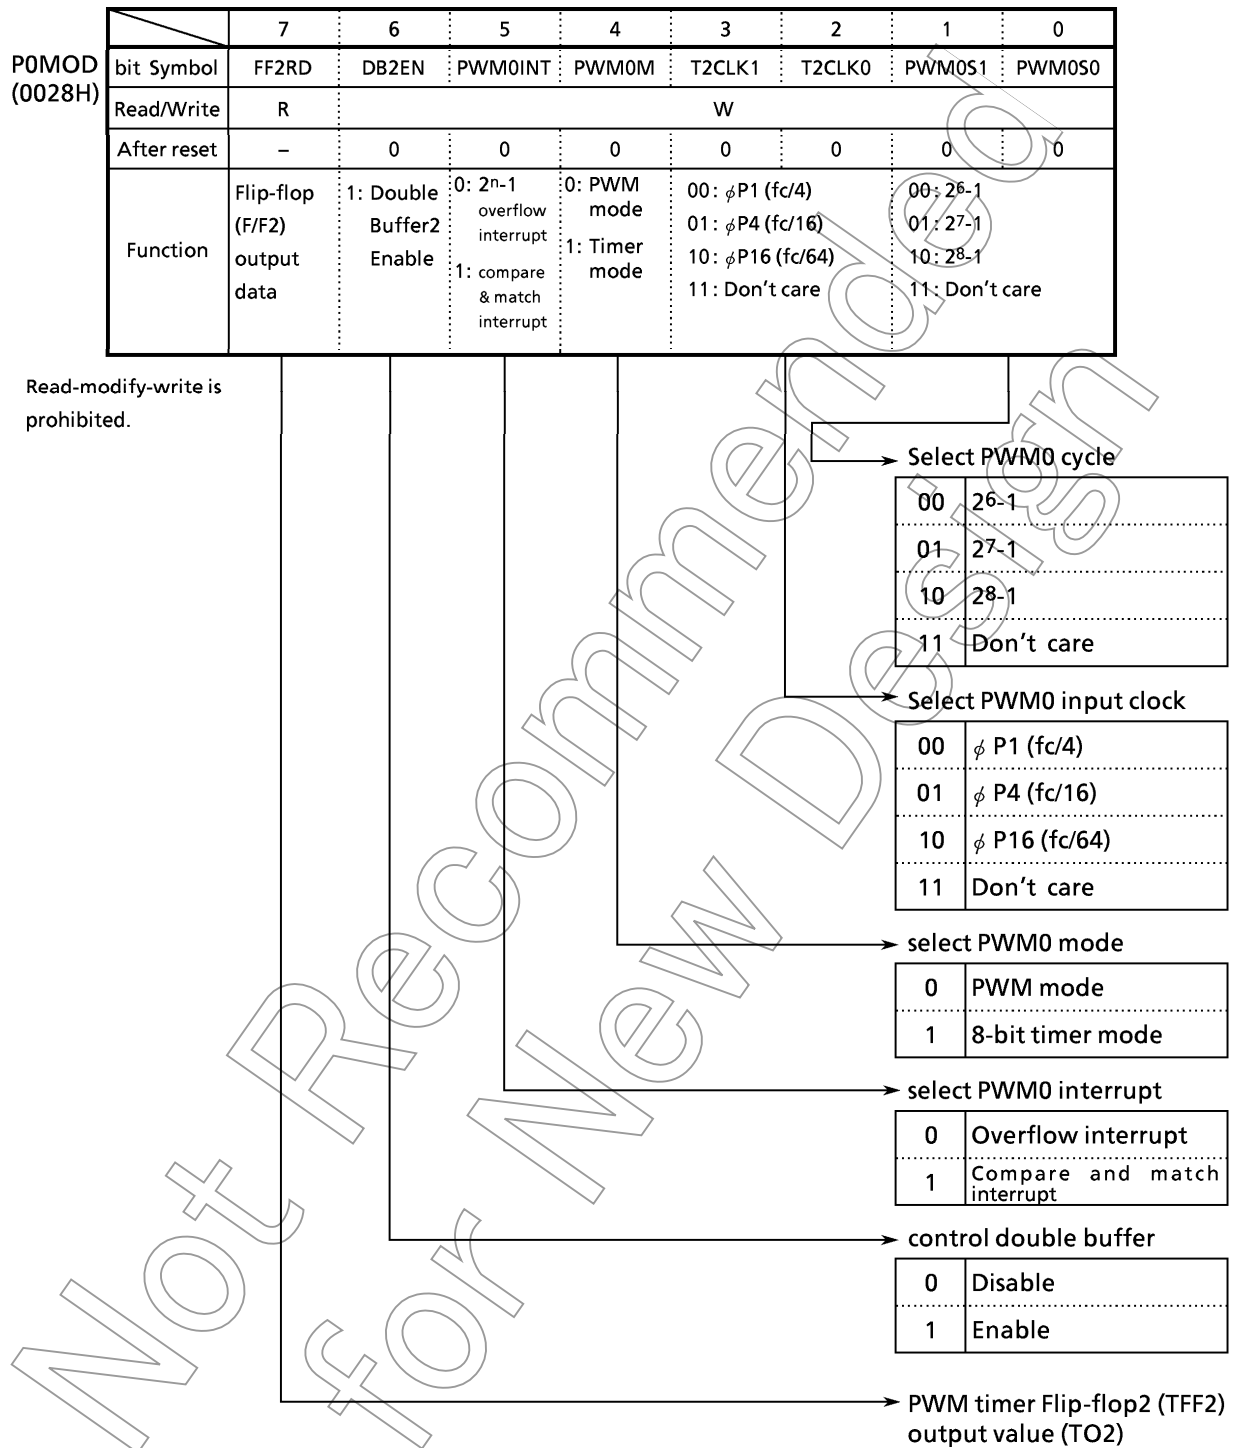 7 6 5 4 3 2 1 0
P0MOD (0028H)
bit Symbol FF2RD DB2EN PWM0INT PWM0M T2CLK1 T2CLK0 PWM0S1 PWM0S0
Read/Write R W
After reset – 0 0 0 0 0 0 0
Function
Flip-flop
(F/F2)
output
data
1: Double
Buffer2
Enable
0: 2ⁿ-1
overflow
interrupt
1: compare
& match
interrupt
0: PWM
mode
1: Timer
mode
00: φP1 (fc/4)
01: φP4 (fc/16)
10: φP16 (fc/64)
11: Don't care
00: 2⁶-1
01: 2⁷-1
10: 2⁸-1
11: Don't care
Read-modify-write is
prohibited.
Select PWM0 cycle
00 2⁶-1
01 2⁷-1
10 2⁸-1
11 Don't care
Select PWM0 input clock
00 φ P1 (fc/4)
01 φ P4 (fc/16)
10 φ P16 (fc/64)
11 Don't care
select PWM0 mode
0 PWM mode
1 8-bit timer mode
select PWM0 interrupt
0 Overflow interrupt
1 Compare and match
interrupt
control double buffer
0 Disable
1 Enable
PWM timer Flip-flop2 (TFF2)
output value (TO2)
Not Recommended
for New Design